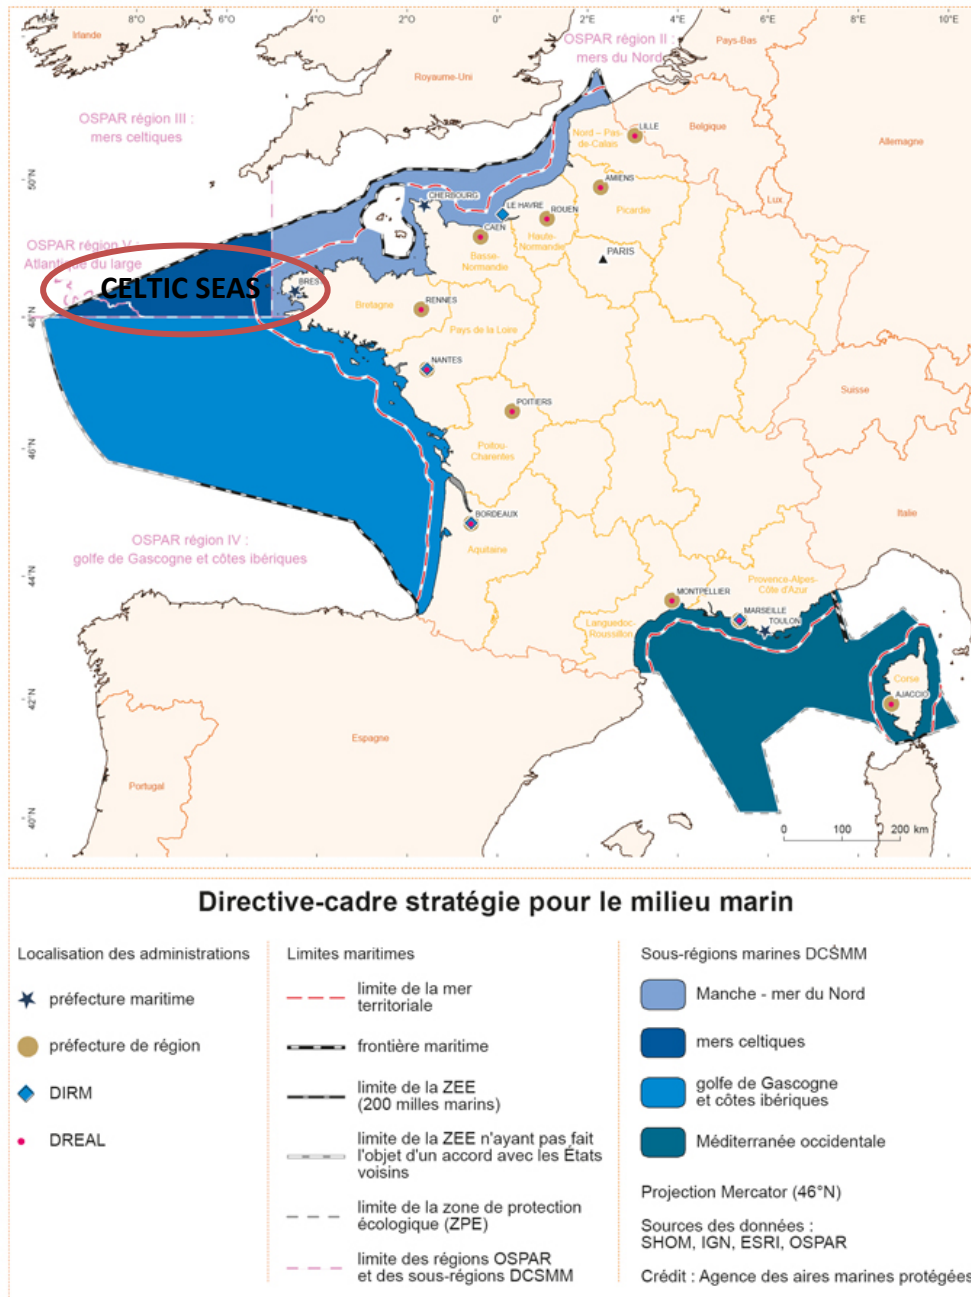 10°O
8°O
6°O
4°O
2°O
0°
2°E
4°E
6°E
8°E
10°E
Irlande
OSPAR région II :
mers du Nord
Pays-Bas
Royaume-Uni
OSPAR région III :
mers celtiques
LILLE
Nord – Pas-
de-Calais
Belgique
Allemagne
50°N
AMIENS
Picardie
Lux.
CHERBOURG
LE HAVRE
ROUEN
CAEN
Haute-
Normandie
Basse-
Normandie
PARIS
OSPAR région V :
Atlantique du large
CELTIC SEAS
BRES
48°N
Bretagne
RENNES
Pays de la Loire
NANTES
Suisse
POITIERS
46°N
Poitou-
Charentes
BORDEAUX
Aquitaine
Italie
OSPAR région IV :
golfe de Gascogne et côtes ibériques
44°N
Provence-Alpes-
Côte d'Azur
MONTPELLIER
MARSEILLE
TOULON
Languedoc-
Roussillon
42°N
Corse
AJACCIO
Espagne
Portugal
40°N
0 100 200 km
Directive-cadre stratégie pour le milieu marin
Localisation des administrations
préfecture maritime
préfecture de région
DIRM
DREAL
Limites maritimes
limite de la mer
territoriale
frontière maritime
limite de la ZEE
(200 milles marins)
limite de la ZEE n'ayant pas fait
l'objet d'un accord avec les États
voisins
limite de la zone de protection
écologique (ZPE)
limite des régions OSPAR
et des sous-régions DCSMM
Sous-régions marines DCSMM
Manche - mer du Nord
mers celtiques
golfe de Gascogne
et côtes ibériques
Méditerranée occidentale
Projection Mercator (46°N)
Sources des données :
SHOM, IGN, ESRI, OSPAR
Crédit : Agence des aires marines protégées